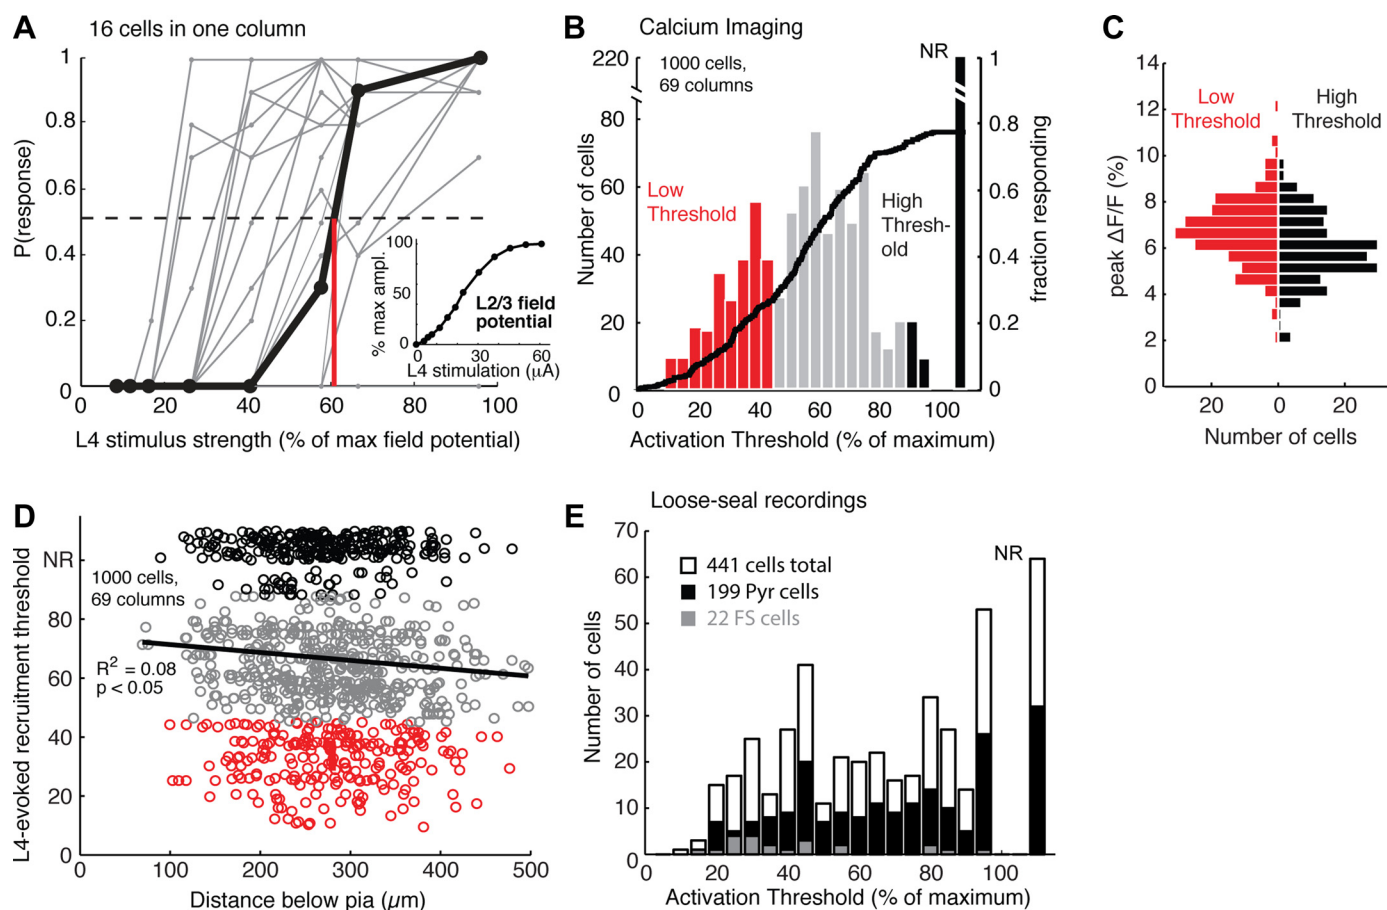 A
16 cells in one column
1
0.8
0.6
0.4
0.2
0
P(response)
0
20
40
60
80
100
L4 stimulus strength (% of max field potential)
100
50
0
% max ampl.
L2/3 field
potential
0
30
60
L4 stimulation (μA)
B
Calcium Imaging
NR
220
80
60
40
20
0
Number of cells
1000 cells,
69 columns
Low
Threshold
High
Thresh-
old
1
0.8
0.6
0.4
0.2
0
fraction responding
0
20
40
60
80
100
Activation Threshold (% of maximum)
C
14
12
10
8
6
4
2
0
peak ΔF/F (%)
Low
Threshold
High
Threshold
20
0
20
Number of cells
D
NR
80
60
40
20
0
L4-evoked recruitment threshold
1000 cells,
69 columns
R2 = 0.08
p < 0.05
0
100
200
300
400
500
Distance below pia (μm)
E
Loose-seal recordings
70
60
50
40
30
20
10
0
Number of cells
441 cells total
199 Pyr cells
22 FS cells
NR
0
20
40
60
80
100
Activation Threshold (% of maximum)